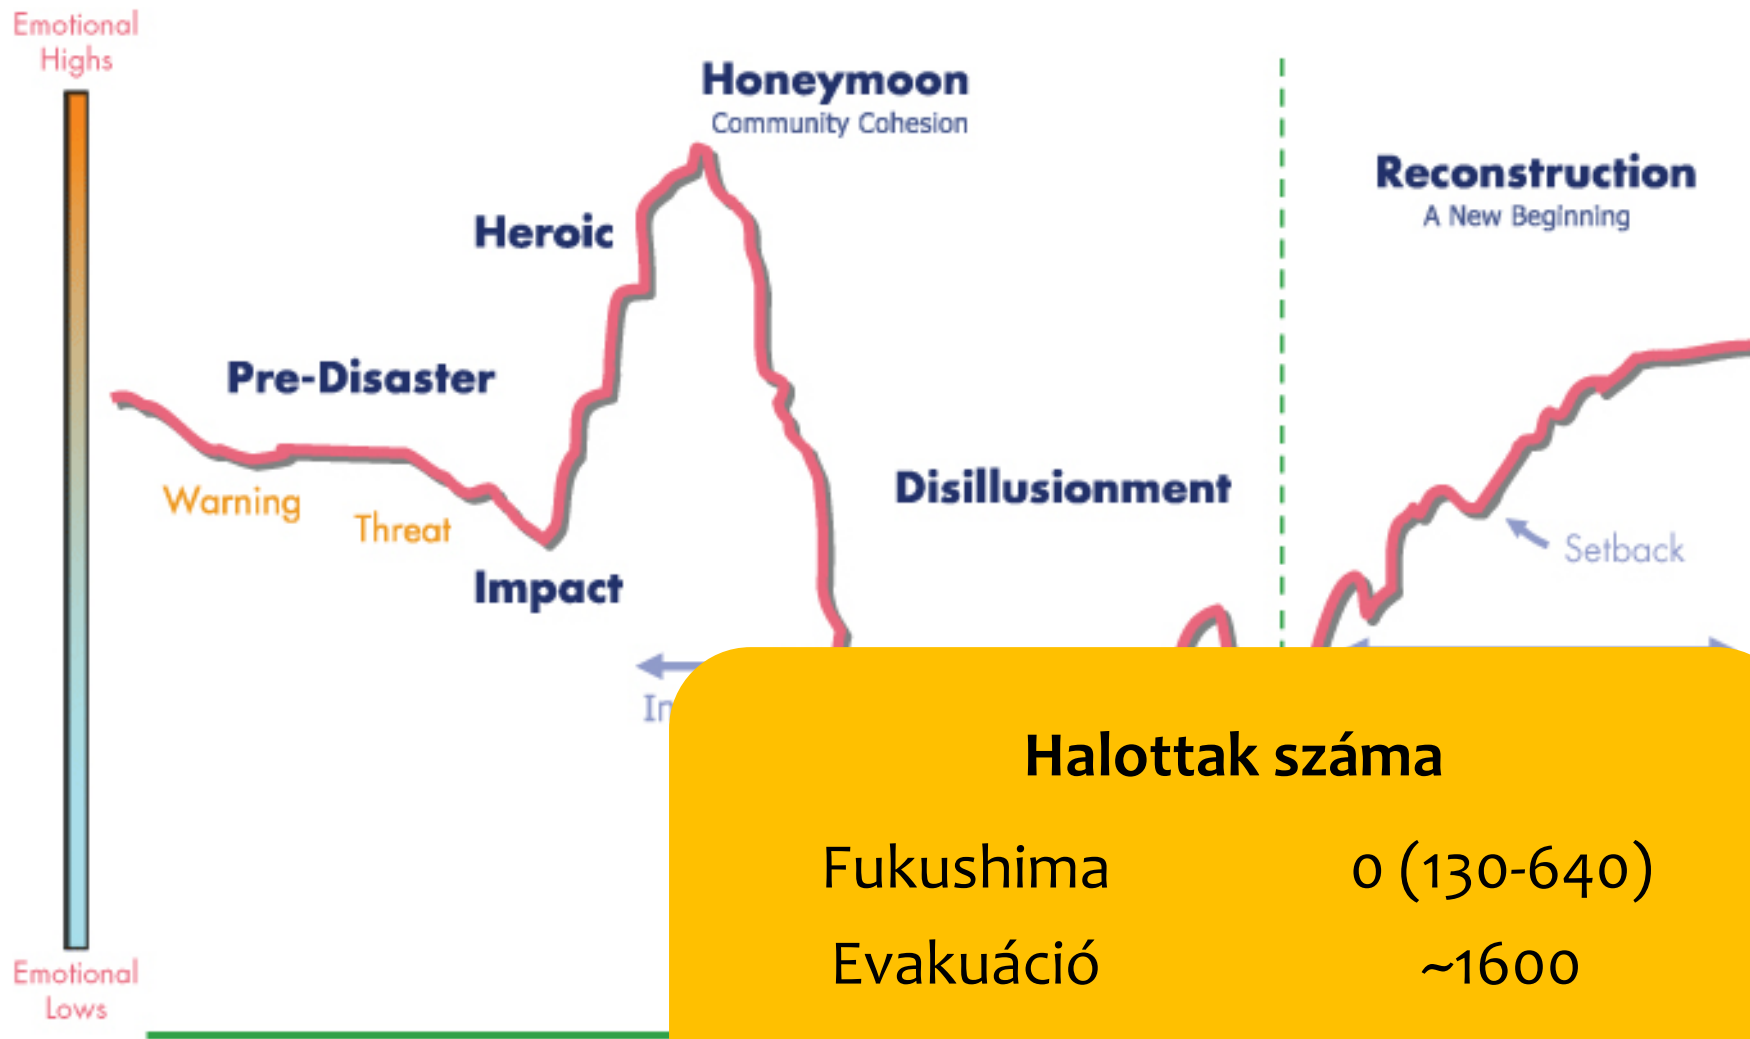 Emotional
Highs
Honeymoon
Community Cohesion
Reconstruction
A New Beginning
Heroic
Pre-Disaster
Warning
Threat
Disillusionment
Setback
Impact
Halottak száma
Fukushima 0 (130-640)
Evakuáció ~1600
Emotional
Lows